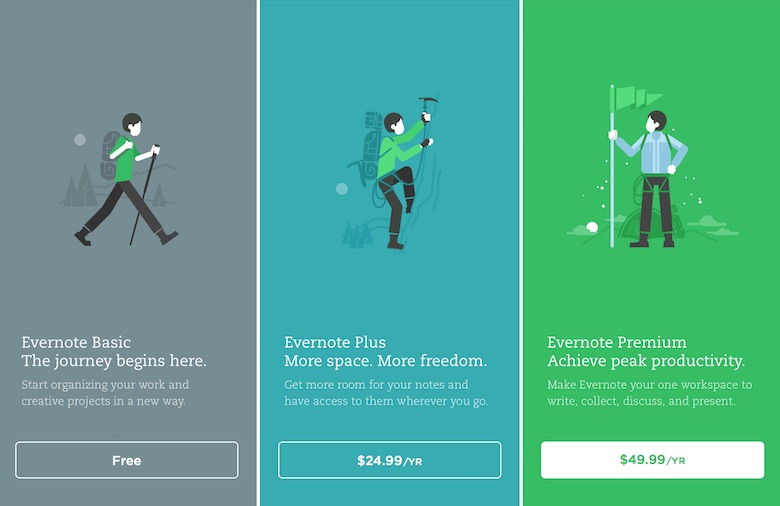 Evernote Basic
The journey begins here.
Start organizing your work and
creative projects in a new way.
Free
Evernote Plus
More space. More freedom.
Get more room for your notes and
have access to them wherever you go.
$24.99/YR
Evernote Premium
Achieve peak productivity.
Make Evernote your one workspace to
write, collect, discuss, and present.
$49.99/YR